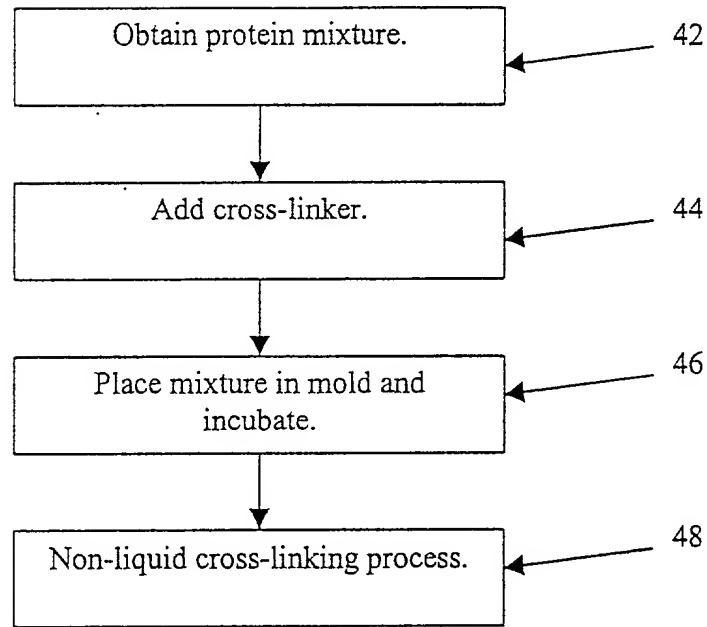 Obtain protein mixture.
42
Add cross-linker.
44
Place mixture in mold and
incubate.
46
Non-liquid cross-linking process.
48